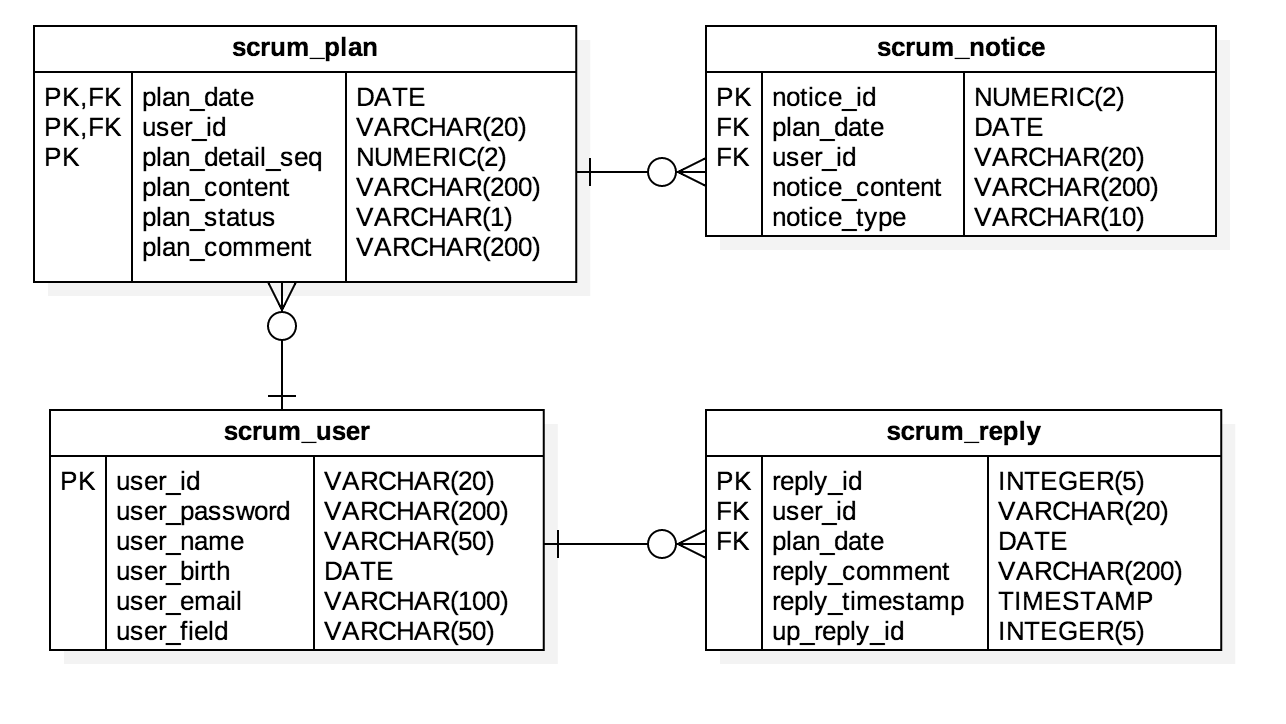 scrum_plan
PK,FK plan_date DATE
PK,FK user_id VARCHAR(20)
PK plan_detail_seq NUMERIC(2)
plan_content VARCHAR(200)
plan_status VARCHAR(1)
plan_comment VARCHAR(200)
scrum_notice
PK notice_id NUMERIC(2)
FK plan_date DATE
FK user_id VARCHAR(20)
notice_content VARCHAR(200)
notice_type VARCHAR(10)
scrum_user
PK user_id VARCHAR(20)
user_password VARCHAR(200)
user_name VARCHAR(50)
user_birth DATE
user_email VARCHAR(100)
user_field VARCHAR(50)
scrum_reply
PK reply_id INTEGER(5)
FK user_id VARCHAR(20)
FK plan_date DATE
reply_comment VARCHAR(200)
reply_timestamp TIMESTAMP
up_reply_id INTEGER(5)